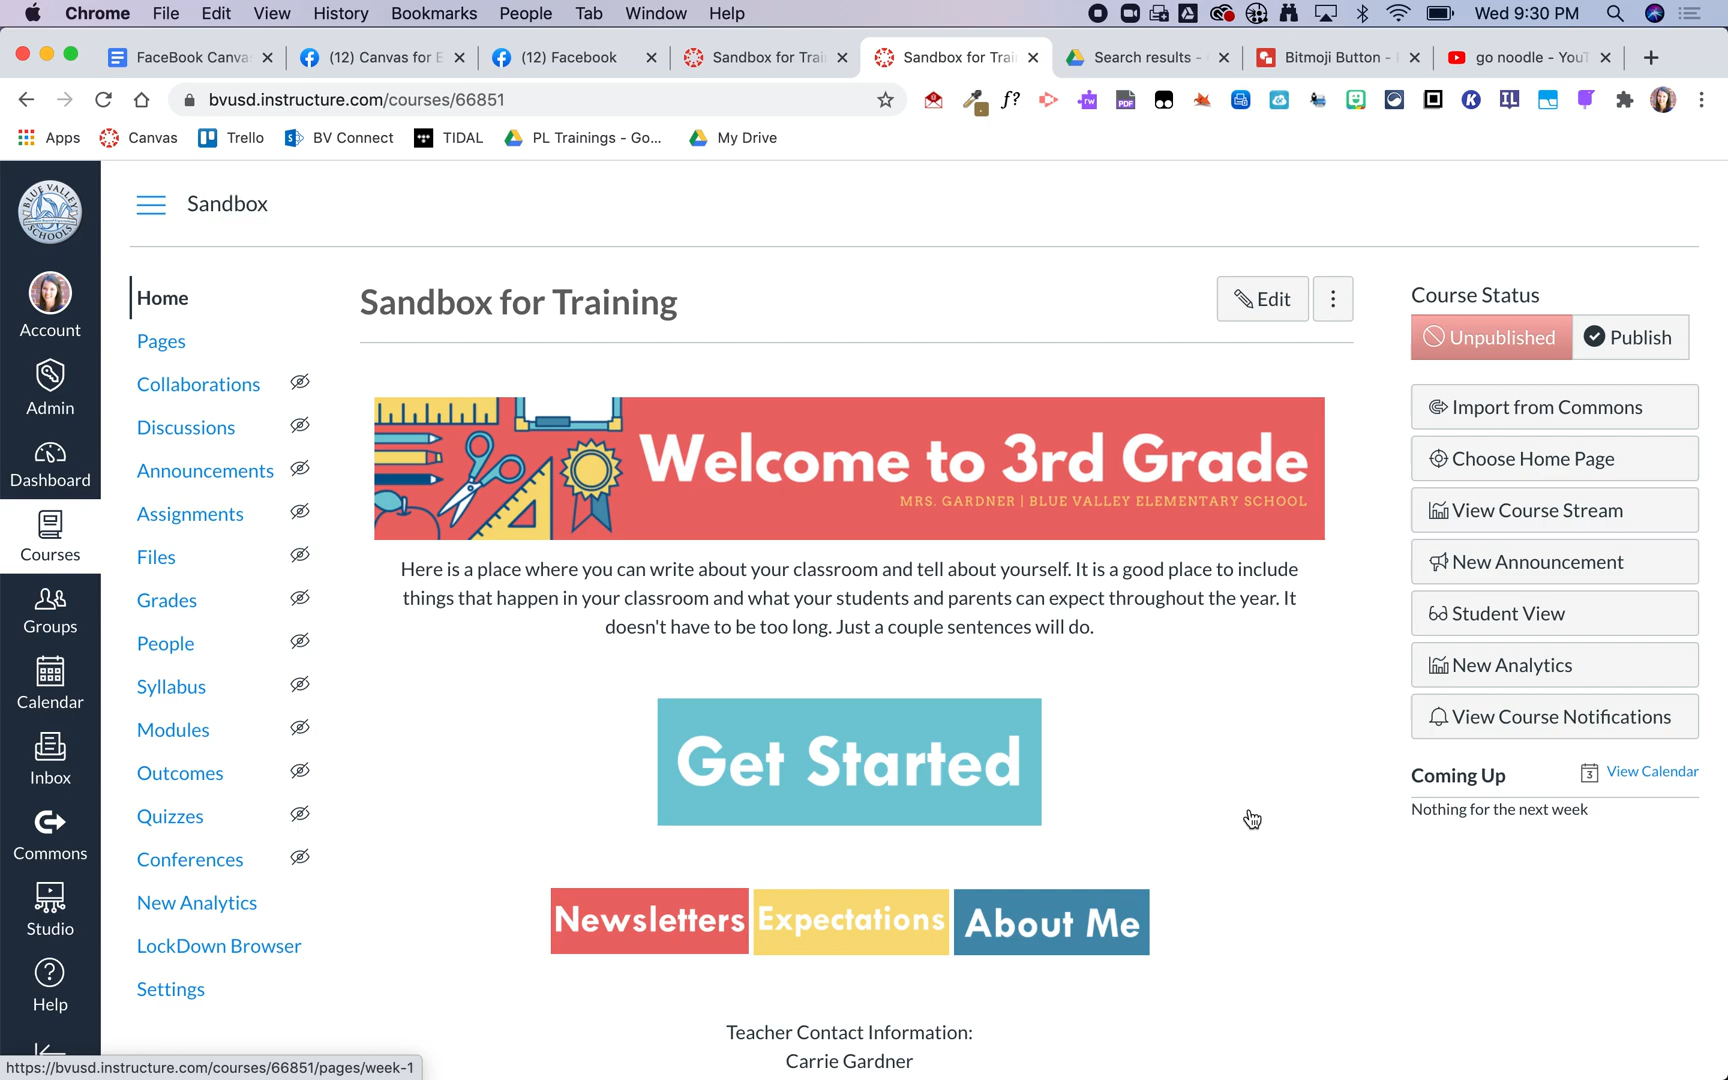 Chrome File Edit View History Bookmarks People Tab Window Help
Wed 9:30 PM
FaceBook Canva
(12) Canvas for E
(12) Facebook
Sandbox for Trai
Sandbox for Trai
Search results -
Bitmoji Button -
go noodle - YouT
bvusd.instructure.com/courses/66851
Apps
Canvas
Trello
BV Connect
TIDAL
PL Trainings - Go...
My Drive
BLUE VALLEY SCHOOLS
Sandbox
Account
Admin
Dashboard
Courses
Groups
Calendar
Inbox
Commons
Studio
Help
Home
Pages
Collaborations
Discussions
Announcements
Assignments
Files
Grades
People
Syllabus
Modules
Outcomes
Quizzes
Conferences
New Analytics
LockDown Browser
Settings
Sandbox for Training
Edit
Welcome to 3rd Grade
MRS. GARDNER | BLUE VALLEY ELEMENTARY SCHOOL
Here is a place where you can write about your classroom and tell about yourself. It is a good place to include
things that happen in your classroom and what your students and parents can expect throughout the year. It
doesn't have to be too long. Just a couple sentences will do.
Get Started
Newsletters
Expectations
About Me
Teacher Contact Information:
Carrie Gardner
Course Status
Unpublished
Publish
Import from Commons
Choose Home Page
View Course Stream
New Announcement
Student View
New Analytics
View Course Notifications
Coming Up
3
View Calendar
Nothing for the next week
https://bvusd.instructure.com/courses/66851/pages/week-1